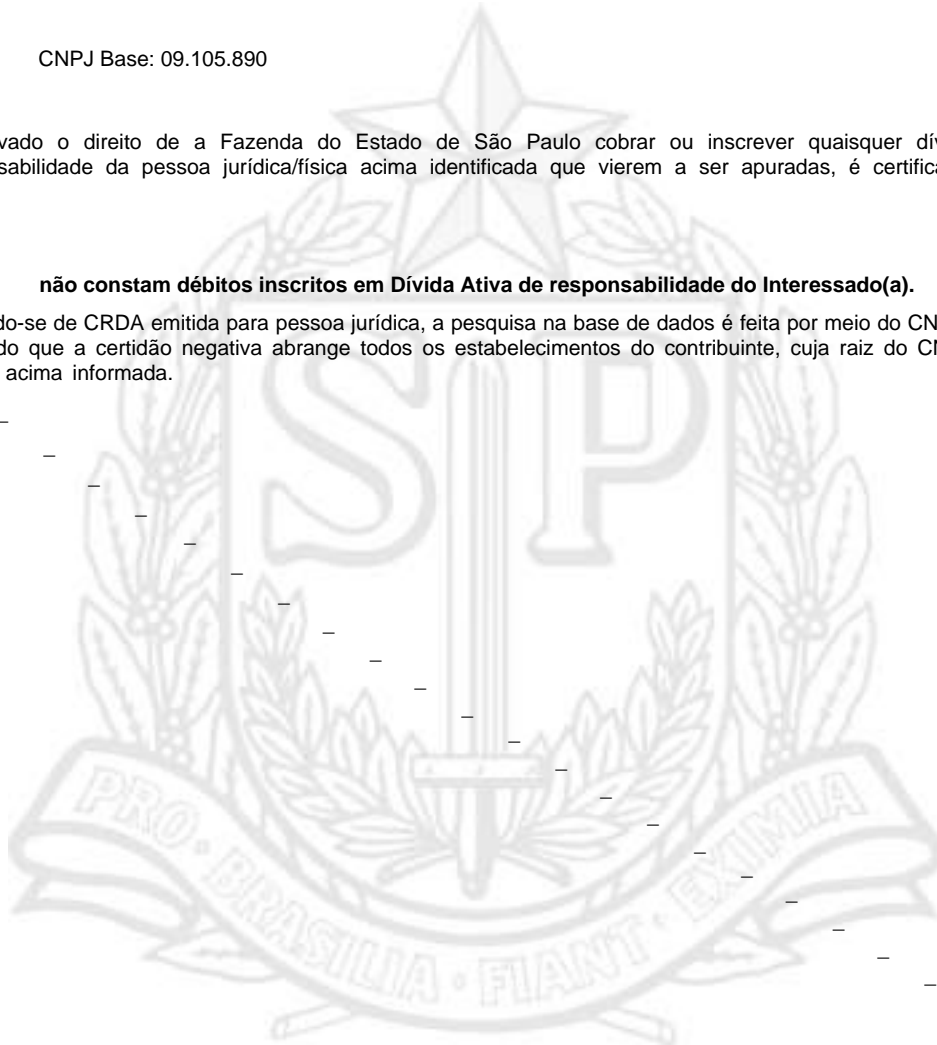 CNPJ Base: 09.105.890
vado o direito de a Fazenda do Estado de São Paulo cobrar ou inscrever quaisquer dív
sabilidade da pessoa jurídica/física acima identificada que vierem a ser apuradas, é certifica
não constam débitos inscritos em Dívida Ativa de responsabilidade do Interessado(a).
do-se de CRDA emitida para pessoa jurídica, a pesquisa na base de dados é feita por meio do CN
do que a certidão negativa abrange todos os estabelecimentos do contribuinte, cuja raiz do CN
acima informada.
SP
PRO · BRASILIA · FIANT · EXIMIA